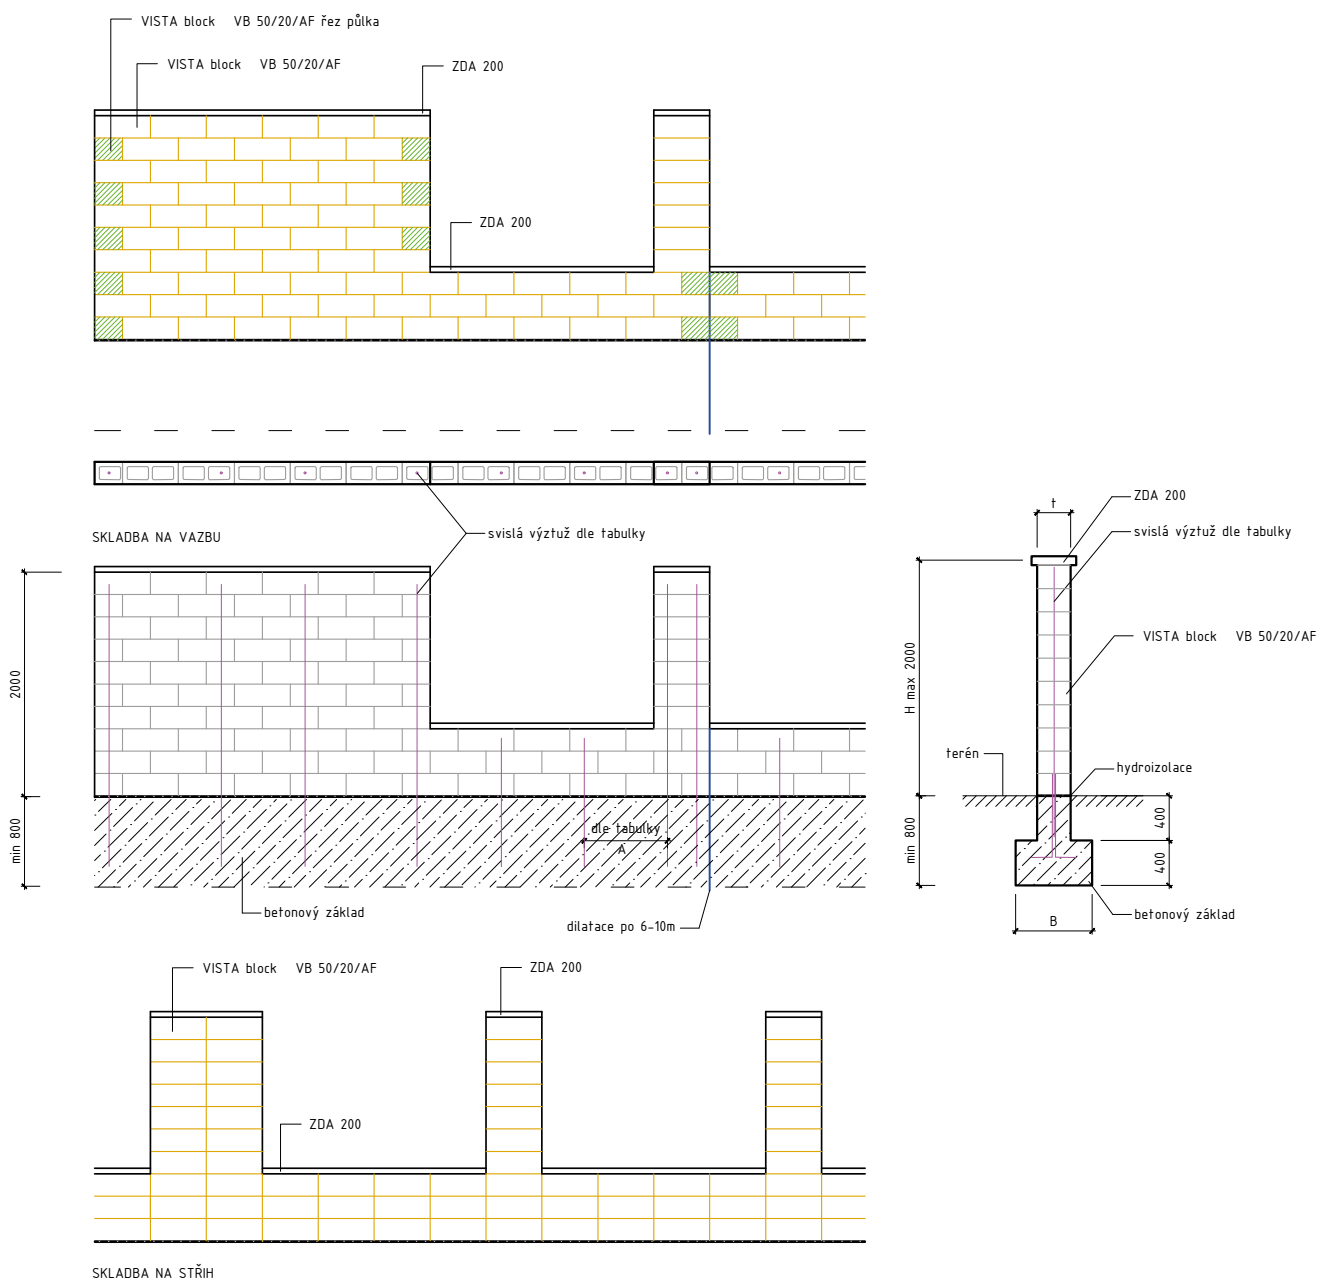 VISTA block VB 50/20/AF řez půlka
VISTA block VB 50/20/AF
ZDA 200
ZDA 200
svislá výztuž dle tabulky
SKLADBA NA VAZBU
2000
min 800
dle tabulky
A
betonový základ
dilatace po 6-10m
t
ZDA 200
svislá výztuž dle tabulky
VISTA block VB 50/20/AF
H max 2000
terén
hydroizolace
min 800
400
400
B
betonový základ
VISTA block VB 50/20/AF
ZDA 200
ZDA 200
SKLADBA NA STŘIH